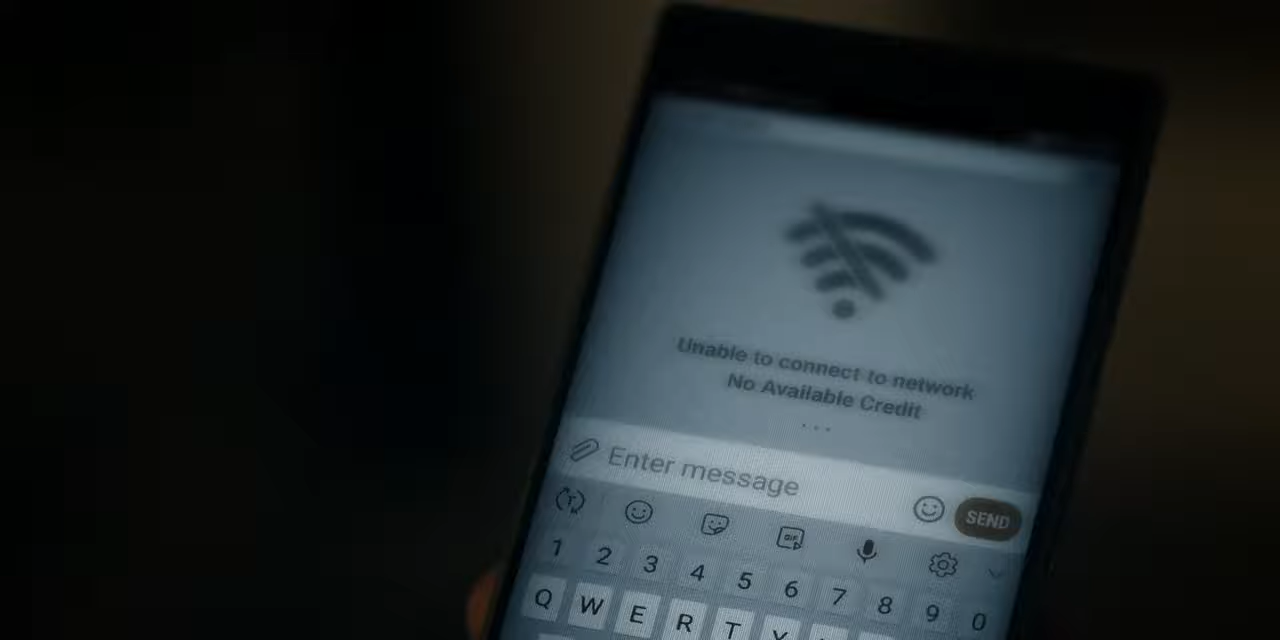 Unable to connect to network
No Available Credit
...
Enter message
SEND
GIF
1 2 3 4 5 6 7 8 9 0
Q W E R T Y